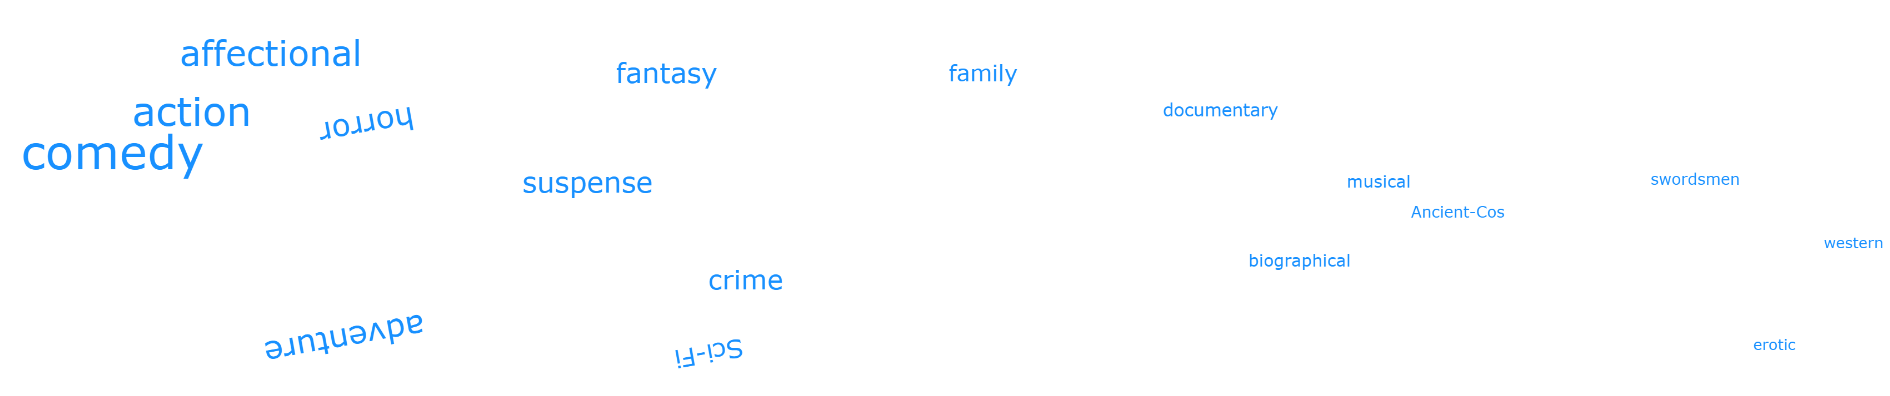 affectional
fantasy
family
action
horror
documentary
comedy
suspense
musical
swordsmen
Ancient-Cos
western
biographical
crime
adventure
Sci-Fi
erotic